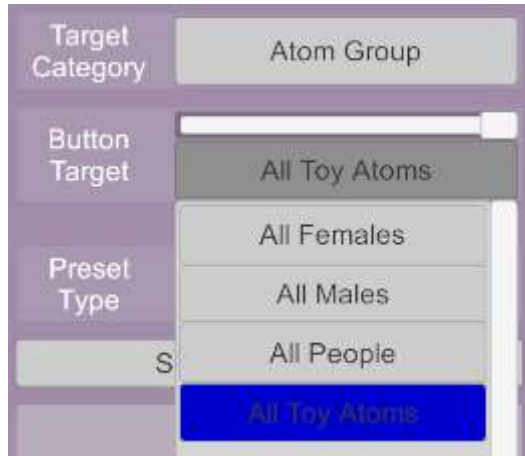 Target
Category
Atom Group
Button
Target
All Toy Atoms
All Females
Preset
Type
All Males
All People
S
All Toy Atoms